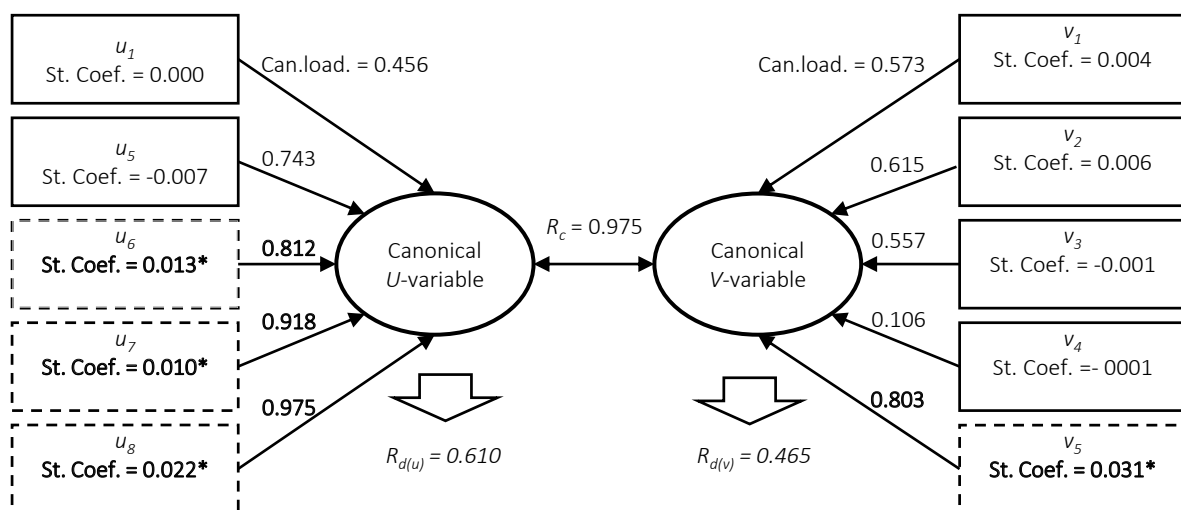 u1
St. Coef. = 0.000
Can.load. = 0.456
u5
St. Coef. = -0.007
0.743
u6
St. Coef. = 0.013*
0.812
u7
St. Coef. = 0.010*
0.918
u8
St. Coef. = 0.022*
0.975
Canonical
U-variable
Rd(u) = 0.610
Rc = 0.975
Canonical
V-variable
Rd(v) = 0.465
Can.load. = 0.573
v1
St. Coef. = 0.004
0.615
v2
St. Coef. = 0.006
0.557
v3
St. Coef. = -0.001
0.106
v4
St. Coef. =- 0001
0.803
v5
St. Coef. = 0.031*